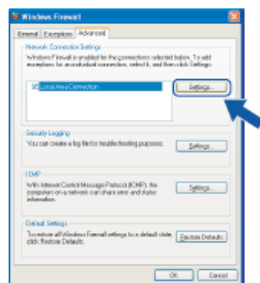 Windows Firewall
General Exceptions Advanced
Network Connection Settings
Windows Firewall is enabled for the connections selected below. To add
exceptions for an individual connection, select it, and then click Settings:
Local Area Connection
Settings...
Security Logging
You can create a log file for troubleshooting purposes.
Settings...
ICMP
With Internet Control Message Protocol (ICMP), the
computers on a network can share error and status
information.
Settings...
Default Settings
To restore all Windows Firewall settings to a default state,
click Restore Defaults.
Restore Defaults
OK Cancel